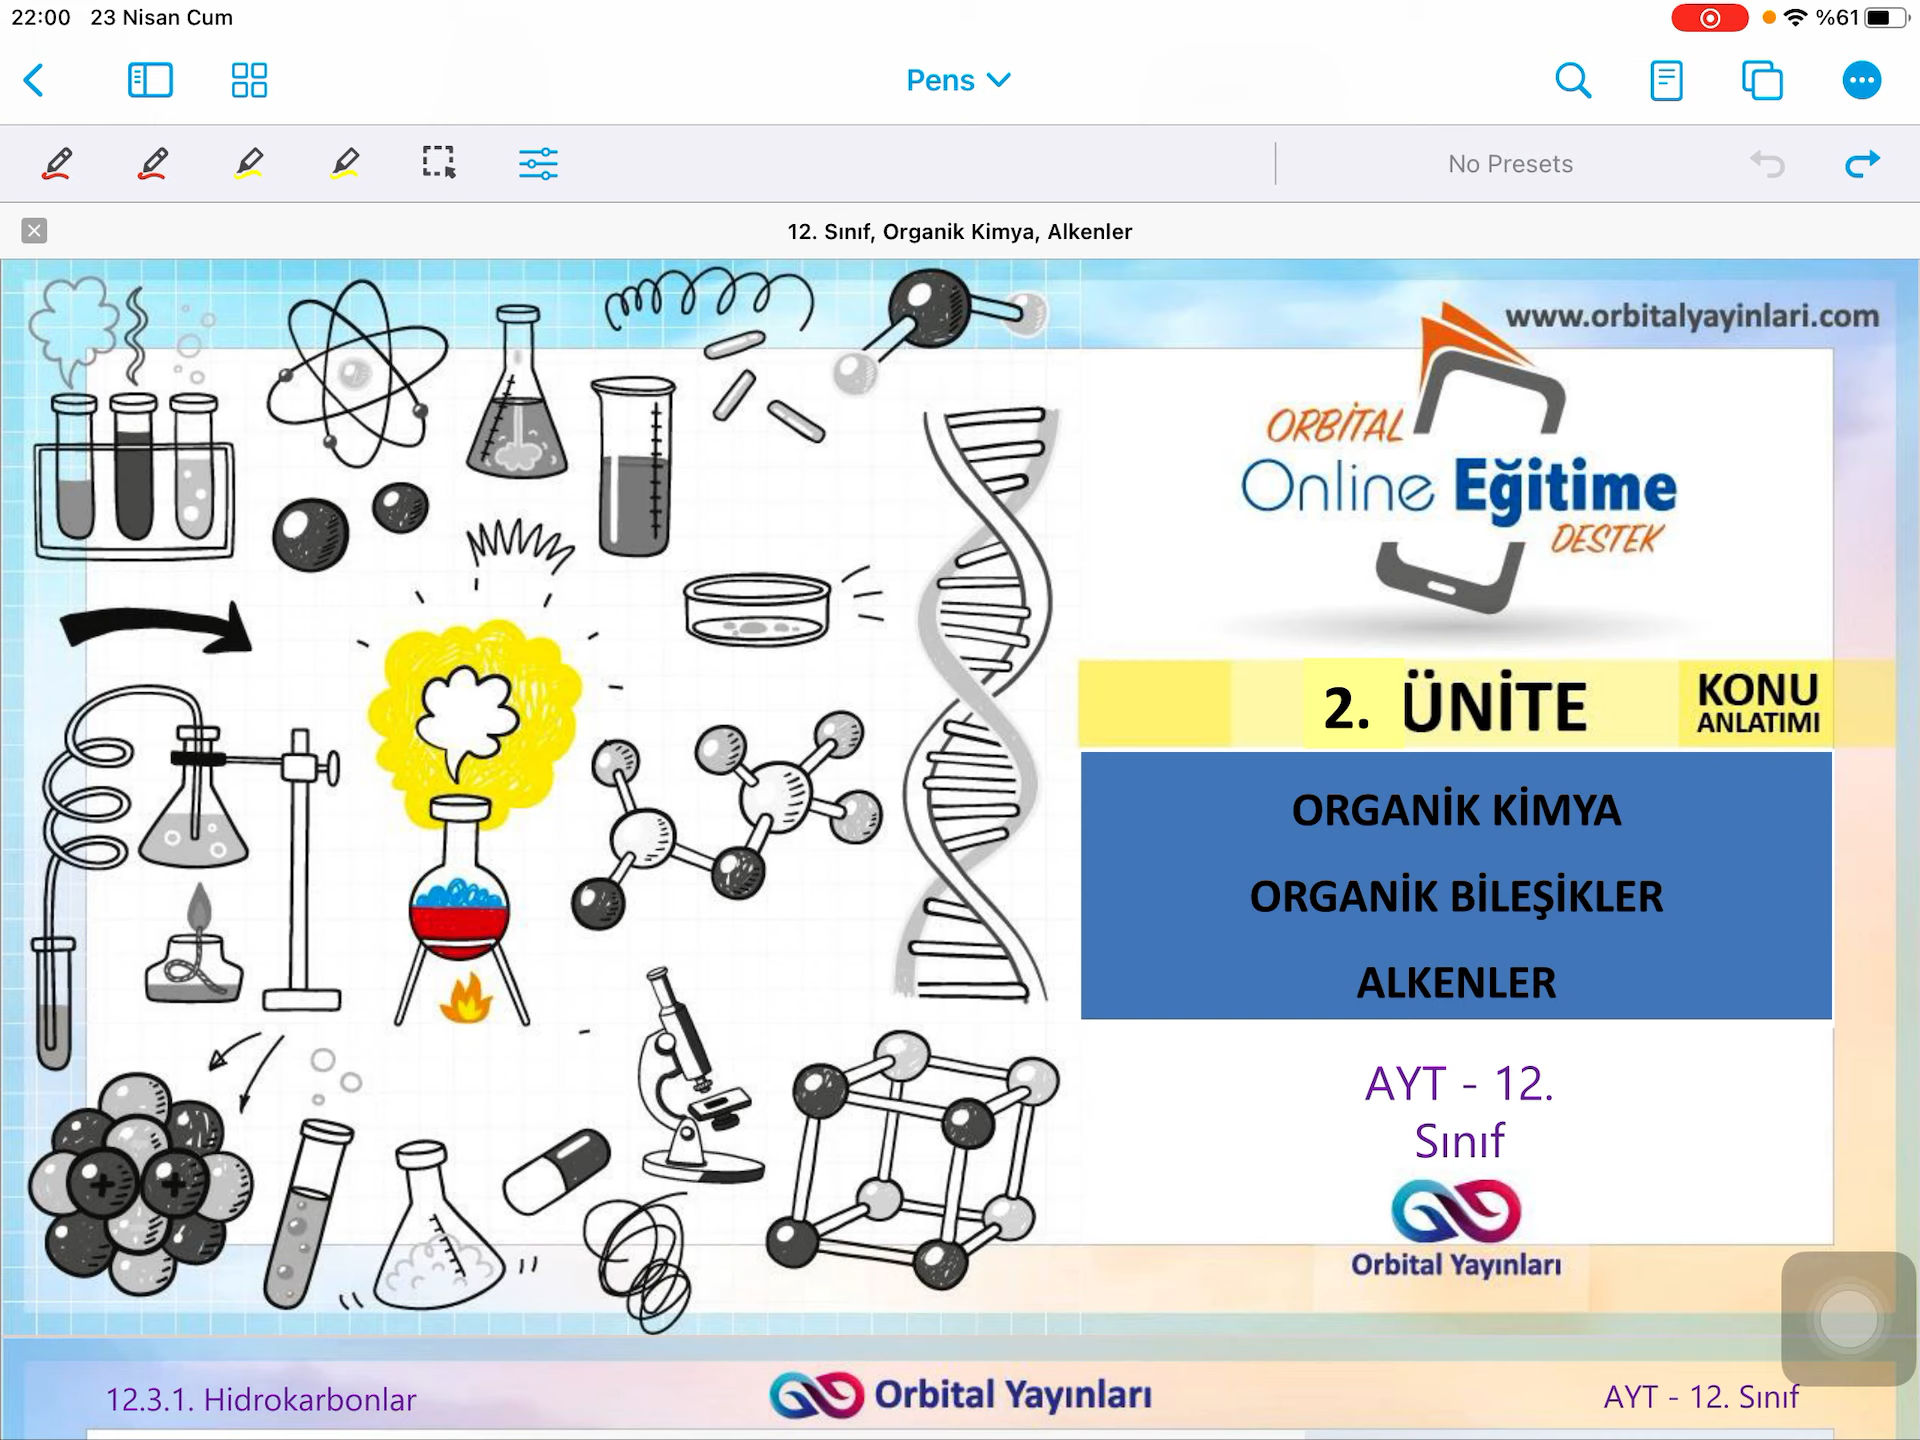 22:00 23 Nisan Cum
%61
Pens
No Presets
12. Sınıf, Organik Kimya, Alkenler
www.orbitalyayinlari.com
ORBİTAL
Online Eğitime
DESTEK
2. ÜNİTE
KONU
ANLATIMI
ORGANİK KİMYA
ORGANİK BİLEŞİKLER
ALKENLER
AYT - 12.
Sınıf
Orbital Yayınları
12.3.1. Hidrokarbonlar
Orbital Yayınları
AYT - 12. Sınıf